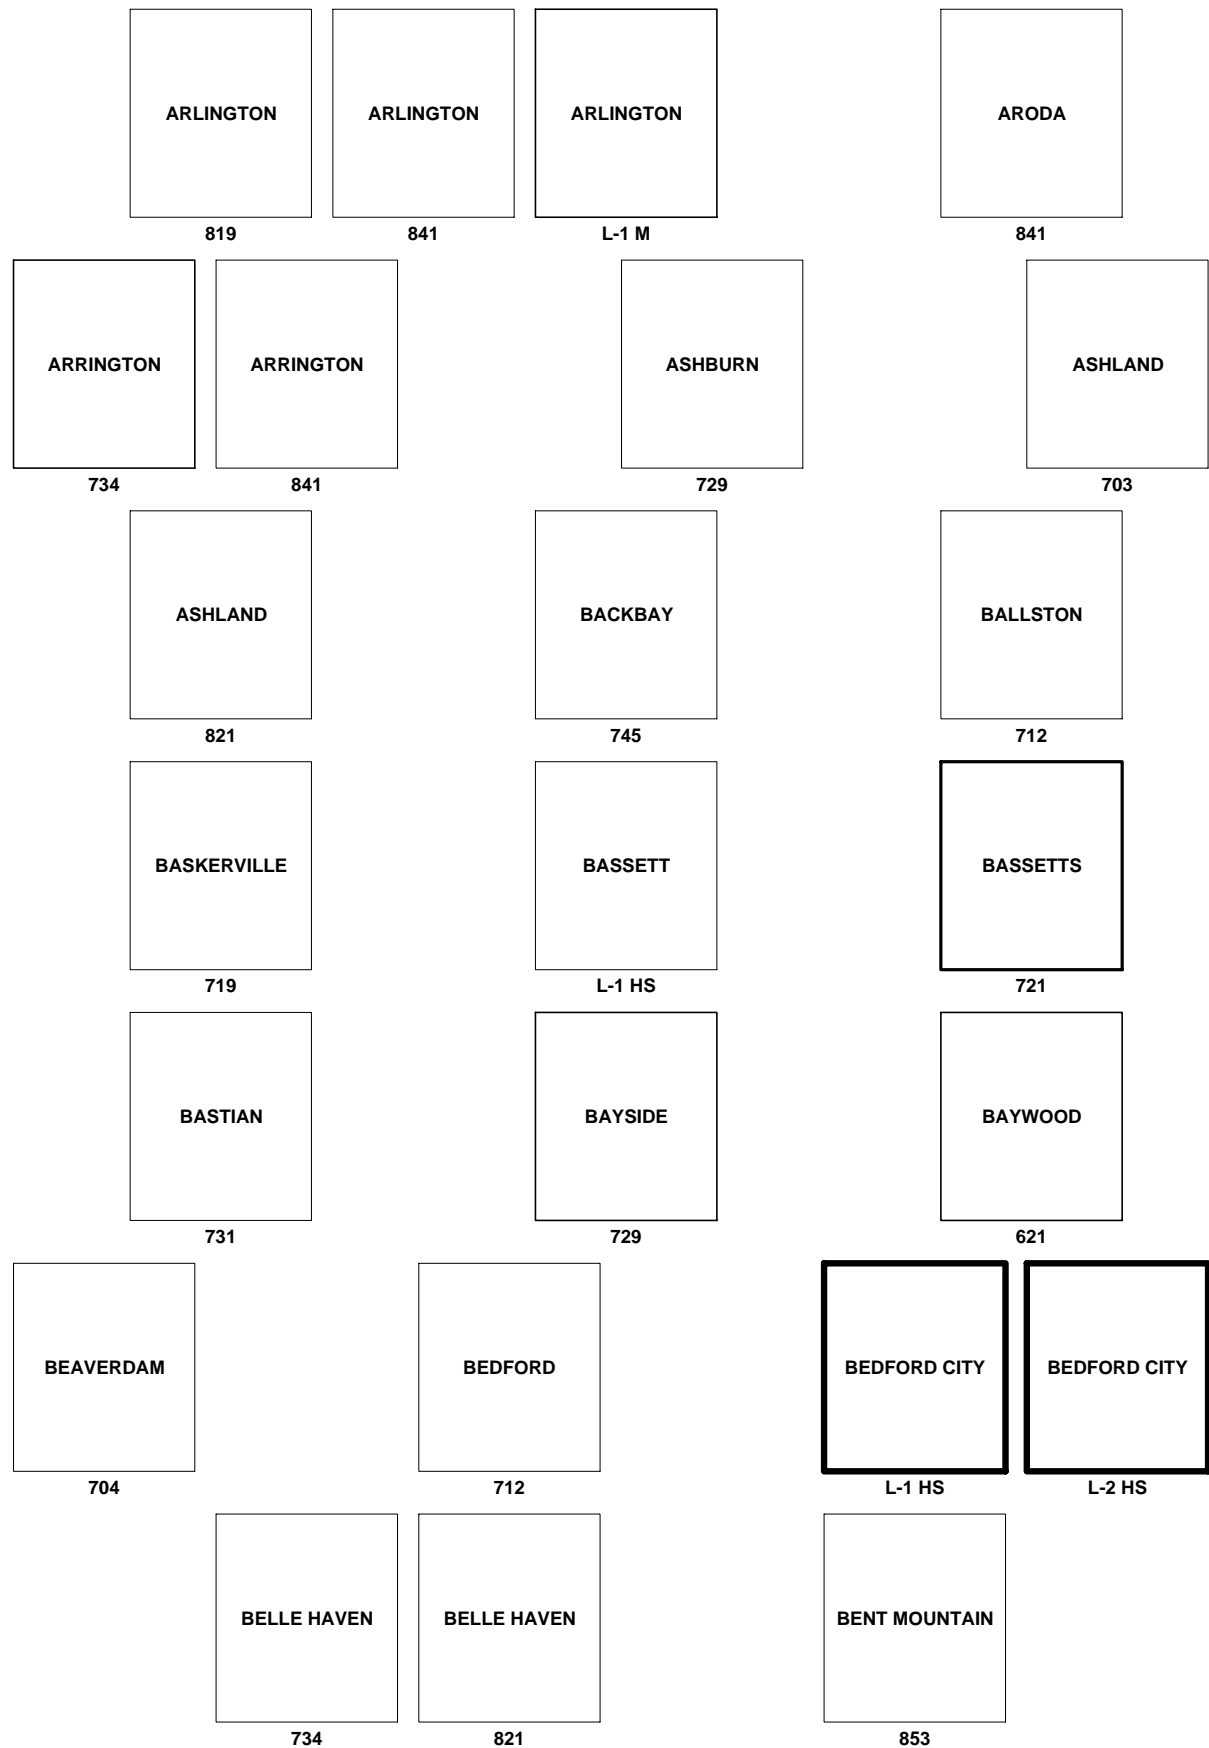 ARLINGTON ARLINGTON ARLINGTON ARODA
819 841 L-1 M 841
ARRINGTON ARRINGTON ASHBURN ASHLAND
734 841 729 703
ASHLAND BACKBAY BALLSTON
821 745 712
BASKERVILLE BASSETT BASSETTS
719 L-1 HS 721
BASTIAN BAYSIDE BAYWOOD
731 729 621
BEAVERDAM BEDFORD BEDFORD CITY BEDFORD CITY
704 712 L-1 HS L-2 HS
BELLE HAVEN BELLE HAVEN BENT MOUNTAIN
734 821 853